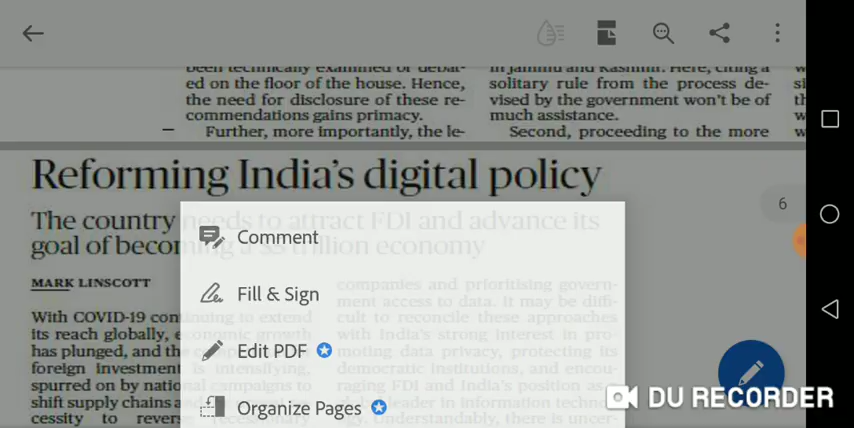 been technically examined or debat-
ed on the floor of the house. Hence,
the need for disclosure of these re-
commendations gains primacy.
Further, more importantly, the le-
in Jammu and Kashmir. Here, citing a
solitary rule from the process de-
vised by the government won't be of
much assistance.
Second, proceeding to the more
Reforming India's digital policy
The country needs to attract FDI and advance its
goal of becoming a $5 trillion economy
6
MARK LINSCOTT
With COVID-19 continuing to extend
its reach globally, economic growth
has plunged, and the
foreign investment is intensifying,
spurred on by national campaigns to
shift supply chains a
cessity to reverse recessionary
companies and prioritising govern-
ment access to data. It may be diffi-
cult to reconcile these approaches
with India's strong interest in pro-
moting data privacy, protecting its
democratic institutions, and encou-
raging FDI and India's position as a
leader in information techno-
gy. Understandably, there is uncer-
Comment
Fill & Sign
Edit PDF
Organize Pages
DU RECORDER